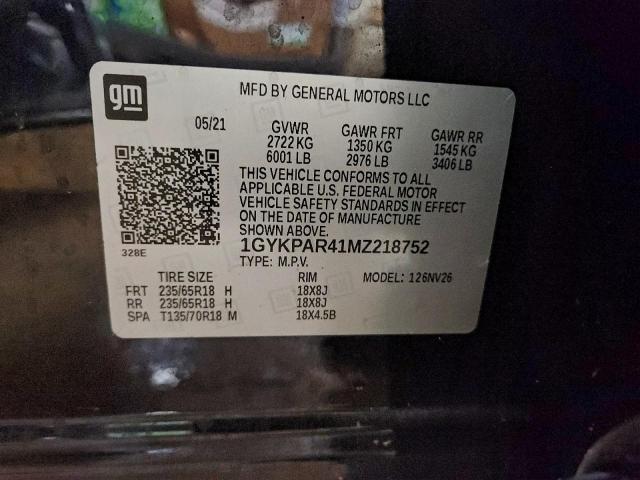 gm
MFD BY GENERAL MOTORS LLC
05/21 GVWR GAWR FRT GAWR RR
2722 KG 1350 KG 1545 KG
6001 LB 2976 LB 3406 LB
THIS VEHICLE CONFORMS TO ALL
APPLICABLE U.S. FEDERAL MOTOR
VEHICLE SAFETY STANDARDS IN EFFECT
ON THE DATE OF MANUFACTURE
SHOWN ABOVE.
328E
1GYKPAR41MZ218752
TYPE: M.P.V. MODEL: 126NV26
TIRE SIZE RIM
FRT 235/65R18 H 18X8J
RR 235/65R18 H 18X8J
SPA T135/70R18 M 18X4.5B